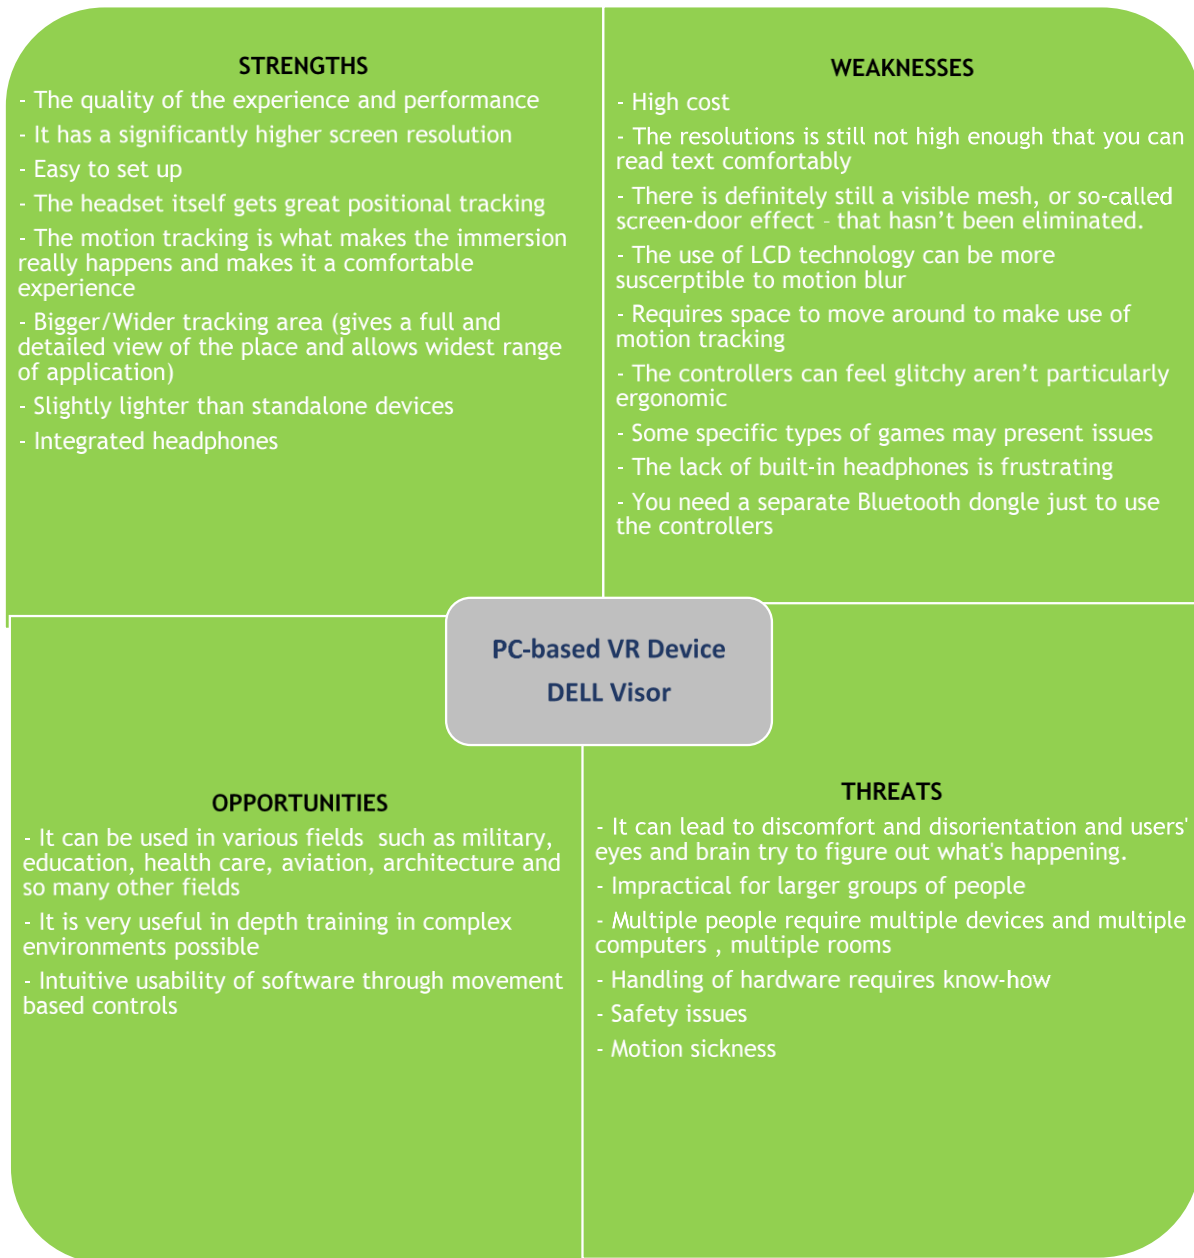 STRENGTHS
- The quality of the experience and performance
- It has a significantly higher screen resolution
- Easy to set up
- The headset itself gets great positional tracking
- The motion tracking is what makes the immersion
really happens and makes it a comfortable
experience
- Bigger/Wider tracking area (gives a full and
detailed view of the place and allows widest range
of application)
- Slightly lighter than standalone devices
- Integrated headphones
WEAKNESSES
- High cost
- The resolutions is still not high enough that you can
read text comfortably
- There is definitely still a visible mesh, or so-called
screen-door effect – that hasn’t been eliminated.
- The use of LCD technology can be more
suscerptible to motion blur
- Requires space to move around to make use of
motion tracking
- The controllers can feel glitchy aren’t particularly
ergonomic
- Some specific types of games may present issues
- The lack of built-in headphones is frustrating
- You need a separate Bluetooth dongle just to use
the controllers
PC-based VR Device
DELL Visor
OPPORTUNITIES
- It can be used in various fields  such as military,
education, health care, aviation, architecture and
so many other fields
- It is very useful in depth training in complex
environments possible
- Intuitive usability of software through movement
based controls
THREATS
- It can lead to discomfort and disorientation and users'
eyes and brain try to figure out what's happening.
- Impractical for larger groups of people
- Multiple people require multiple devices and multiple
computers , multiple rooms
- Handling of hardware requires know-how
- Safety issues
- Motion sickness